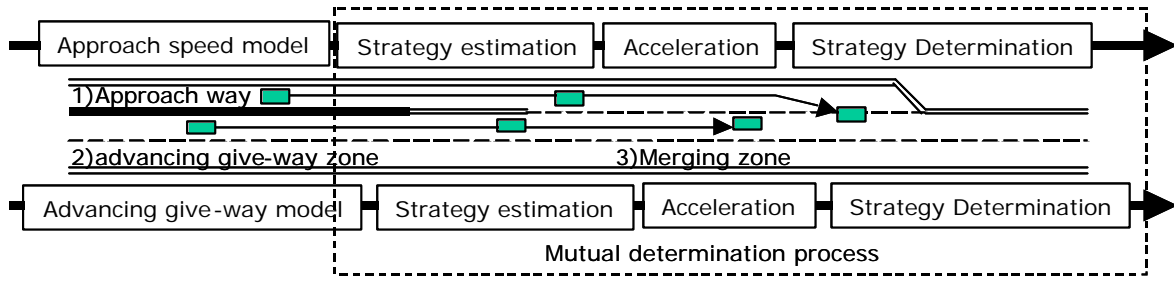 Approach speed model
Strategy estimation
Acceleration
Strategy Determination
1)Approach way
2)advancing give-way zone
3)Merging zone
Advancing give-way model
Strategy estimation
Acceleration
Strategy Determination
Mutual determination process